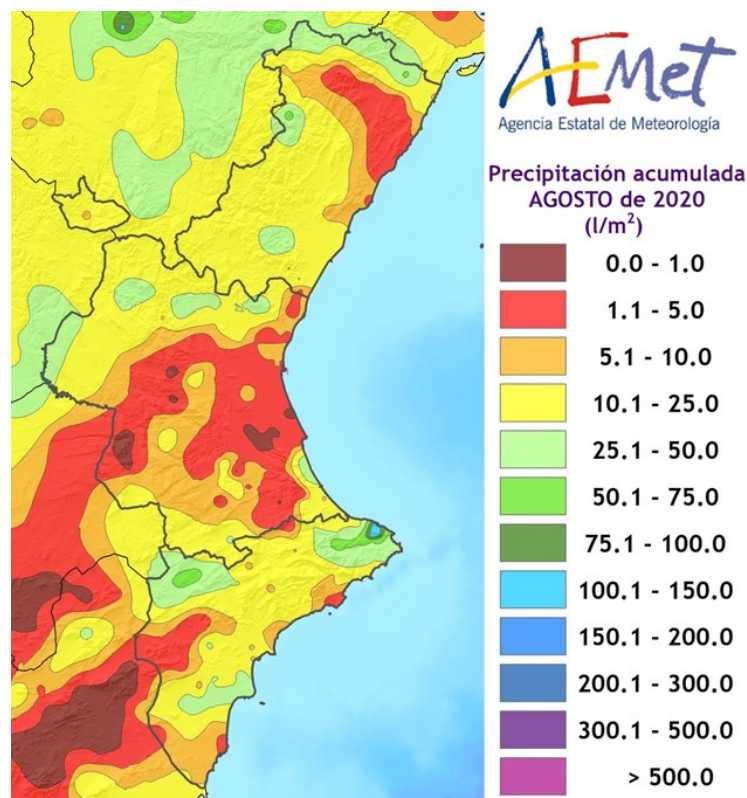 AEMet
Agencia Estatal de Meteorología
Precipitación acumulada
AGOSTO de 2020
(l/m²)
0.0 - 1.0
1.1 - 5.0
5.1 - 10.0
10.1 - 25.0
25.1 - 50.0
50.1 - 75.0
75.1 - 100.0
100.1 - 150.0
150.1 - 200.0
200.1 - 300.0
300.1 - 500.0
> 500.0